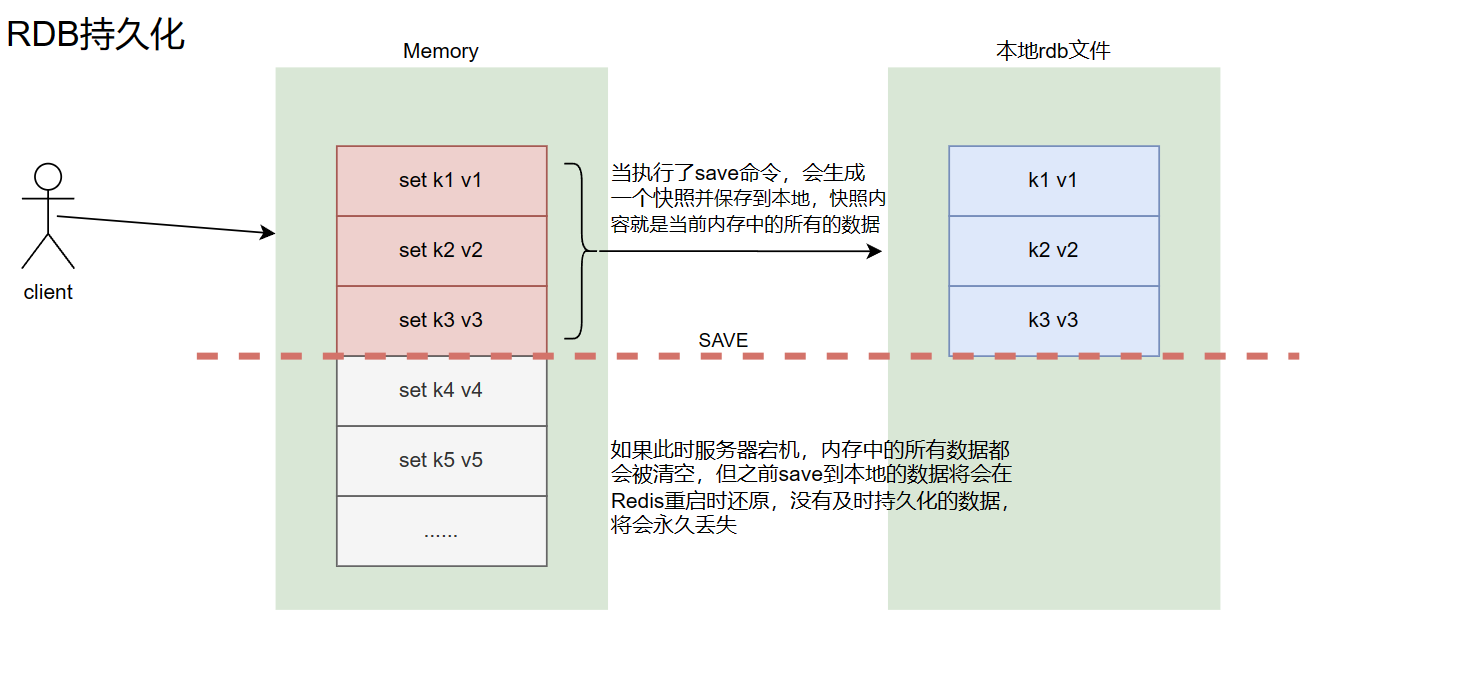 RDB持久化
Memory
本地rdb文件
client
set k1 v1
set k2 v2
set k3 v3
set k4 v4
set k5 v5
......
当执行了save命令，会生成
一个快照并保存到本地，快照内
容就是当前内存中的所有的数据
k1 v1
k2 v2
k3 v3
SAVE
如果此时服务器宕机，内存中的所有数据都
会被清空，但之前save到本地的数据将会在
Redis重启时还原，没有及时持久化的数据，
将会永久丢失